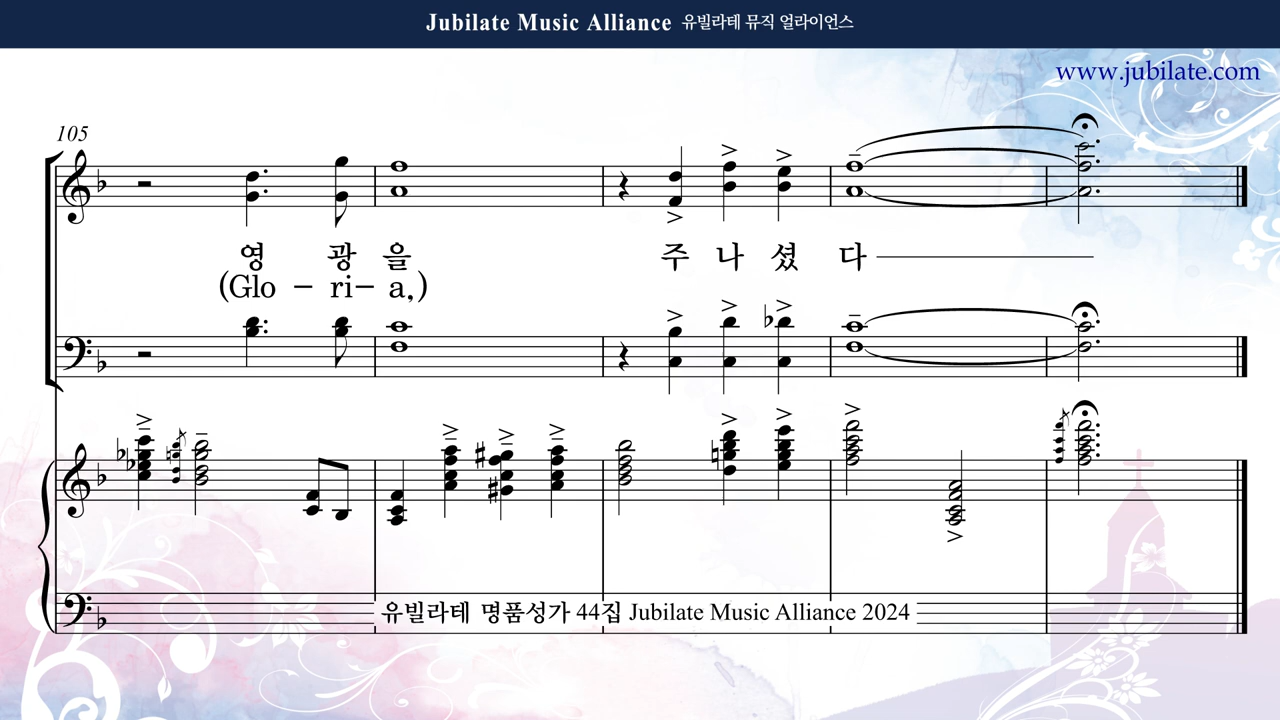 Jubilate Music Alliance 유빌라테 뮤직 얼라이언스
www.jubilate.com
105
영 광 을 주 나 셨 다
(Glo - ri- a,)
유빌라테 명품성가 44집 Jubilate Music Alliance 2024